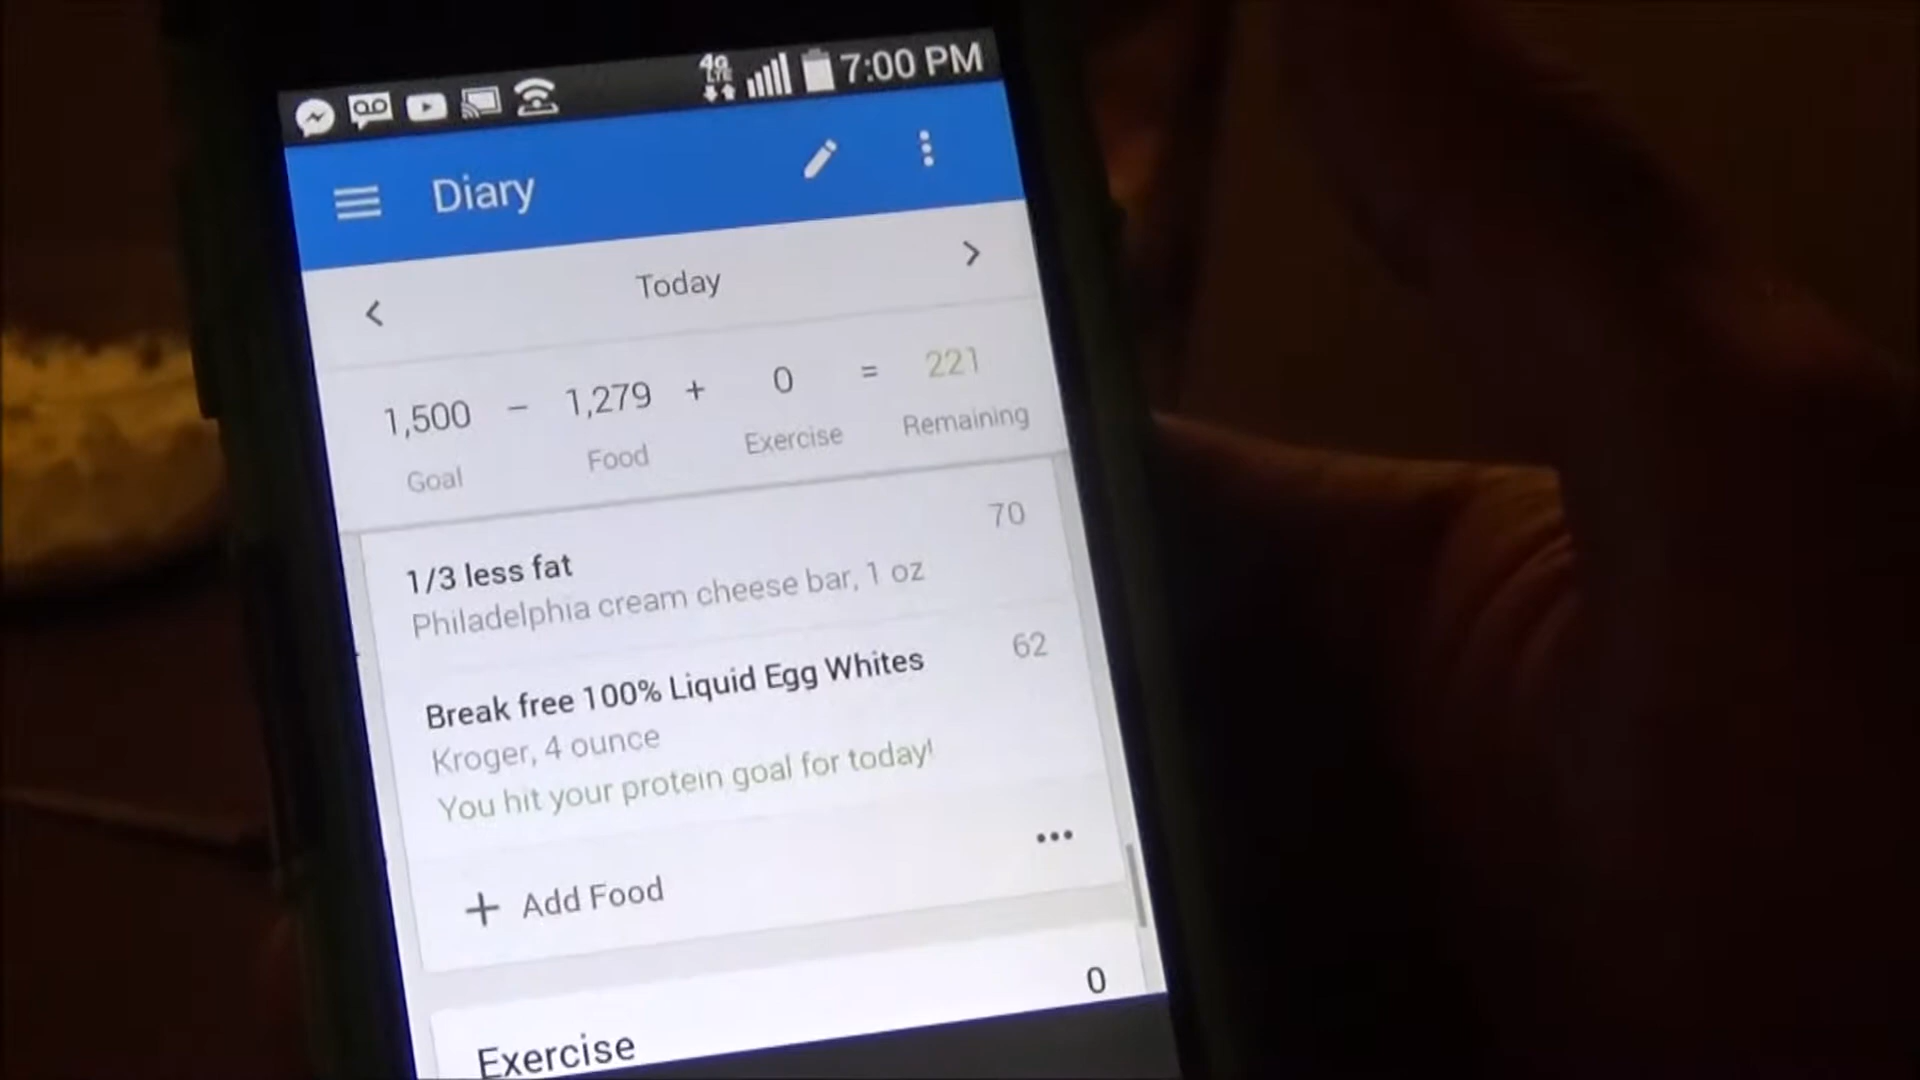 4G LTE 7:00 PM
Diary
Today
1,500 - 1,279 + 0 = 221
Goal Food Exercise Remaining
1/3 less fat 70
Philadelphia cream cheese bar, 1 oz
Break free 100% Liquid Egg Whites 62
Kroger, 4 ounce
You hit your protein goal for today!
+ Add Food
Exercise 0